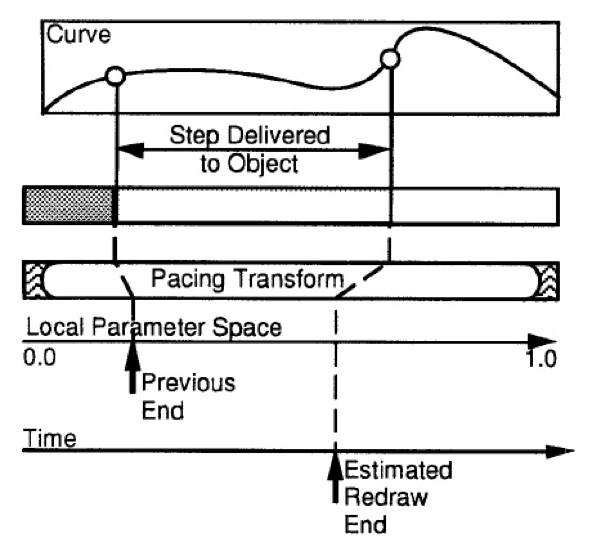 Curve
Step Delivered
to Object
Pacing Transform
Local Parameter Space
0.0
1.0
Previous
End
Time
Estimated
Redraw
End